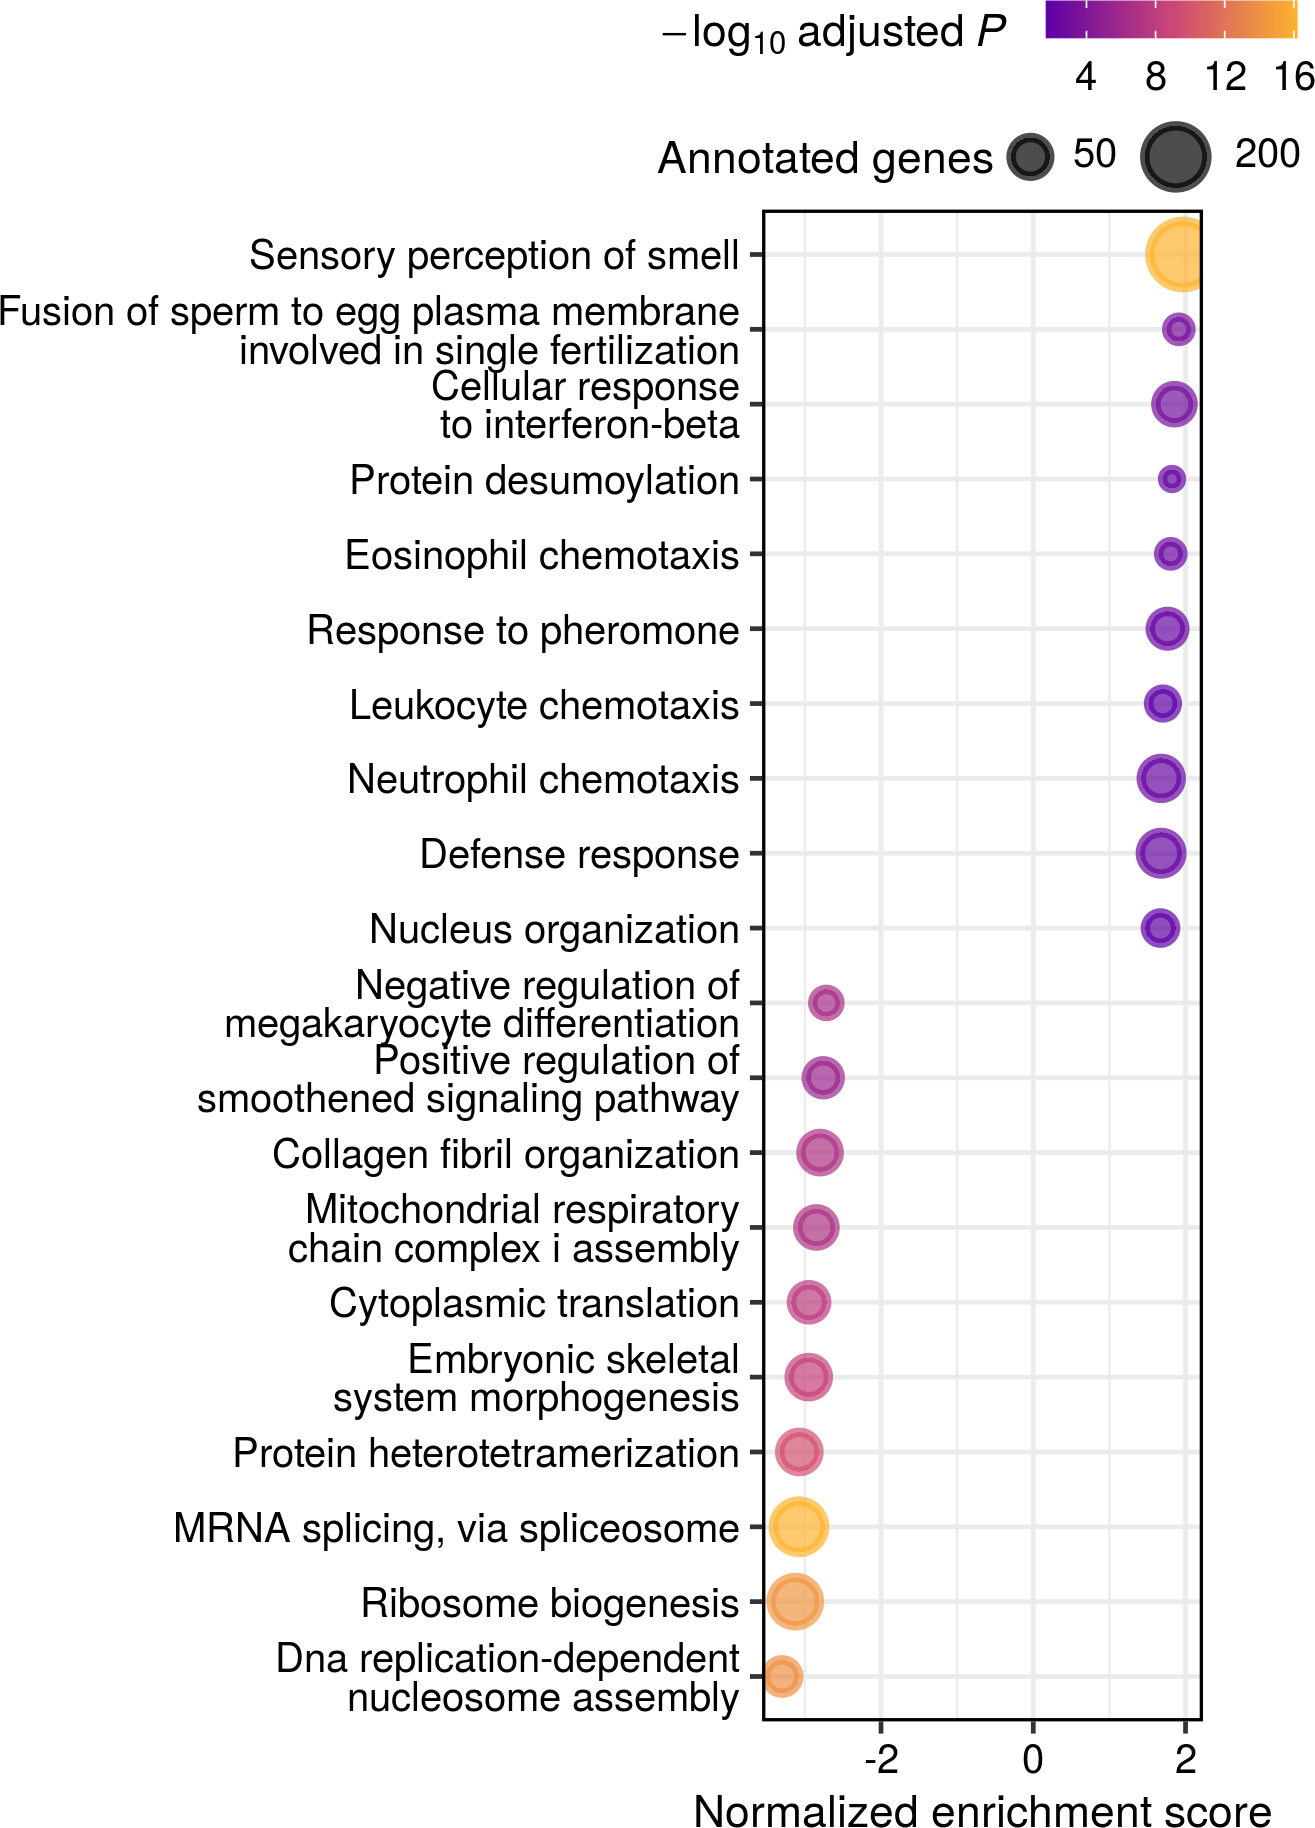 −log10 adjusted P
4 8 12 16
Annotated genes 50 200
Sensory perception of smell
Fusion of sperm to egg plasma membrane
involved in single fertilization
Cellular response
to interferon-beta
Protein desumoylation
Eosinophil chemotaxis
Response to pheromone
Leukocyte chemotaxis
Neutrophil chemotaxis
Defense response
Nucleus organization
Negative regulation of
megakaryocyte differentiation
Positive regulation of
smoothened signaling pathway
Collagen fibril organization
Mitochondrial respiratory
chain complex i assembly
Cytoplasmic translation
Embryonic skeletal
system morphogenesis
Protein heterotetramerization
MRNA splicing, via spliceosome
Ribosome biogenesis
Dna replication-dependent
nucleosome assembly
-2 0 2
Normalized enrichment score